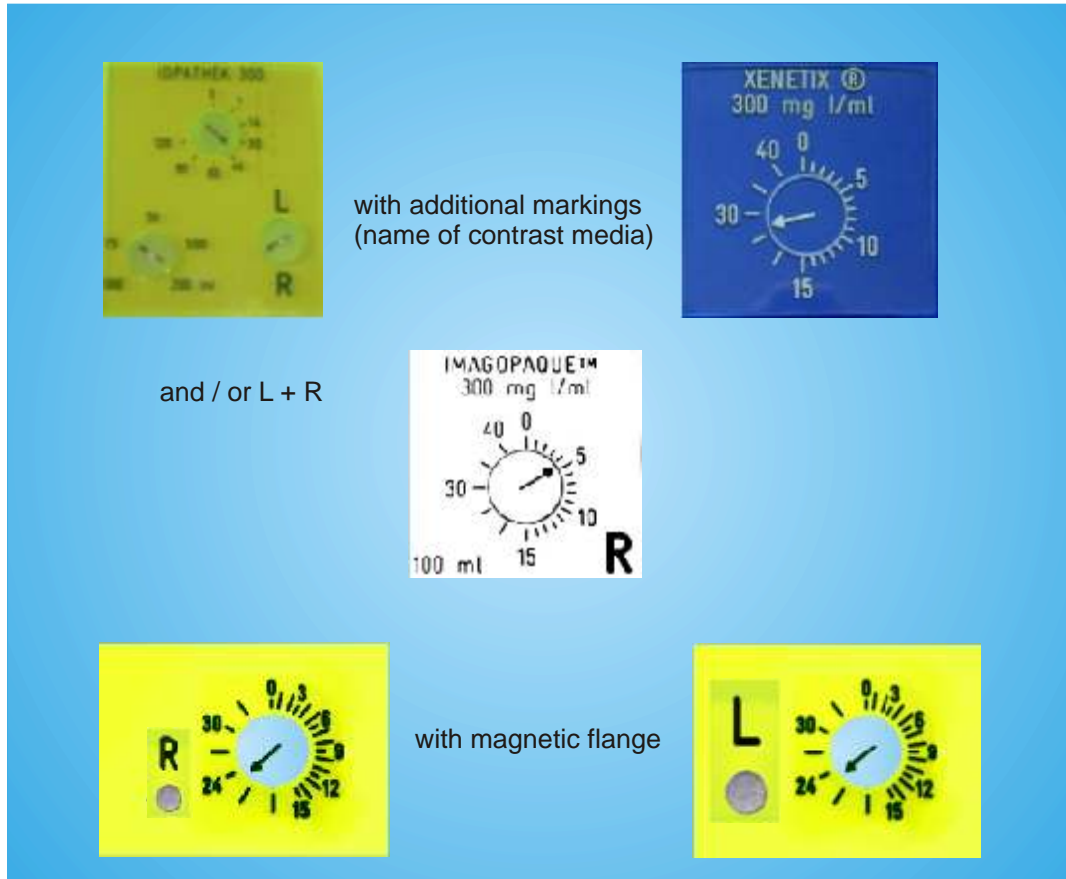 IOPATHEK 300
L
R
XENETIX ®
300 mg I/ml
0
5
10
15
30
40
with additional markings
(name of contrast media)
and / or L + R
IMAGOPAQUE™
300 mg I/ml
0
5
10
15
30
40
100 ml
R
R
0
3
6
9
12
15
24
30
with magnetic flange
L
0
3
6
9
12
15
24
30